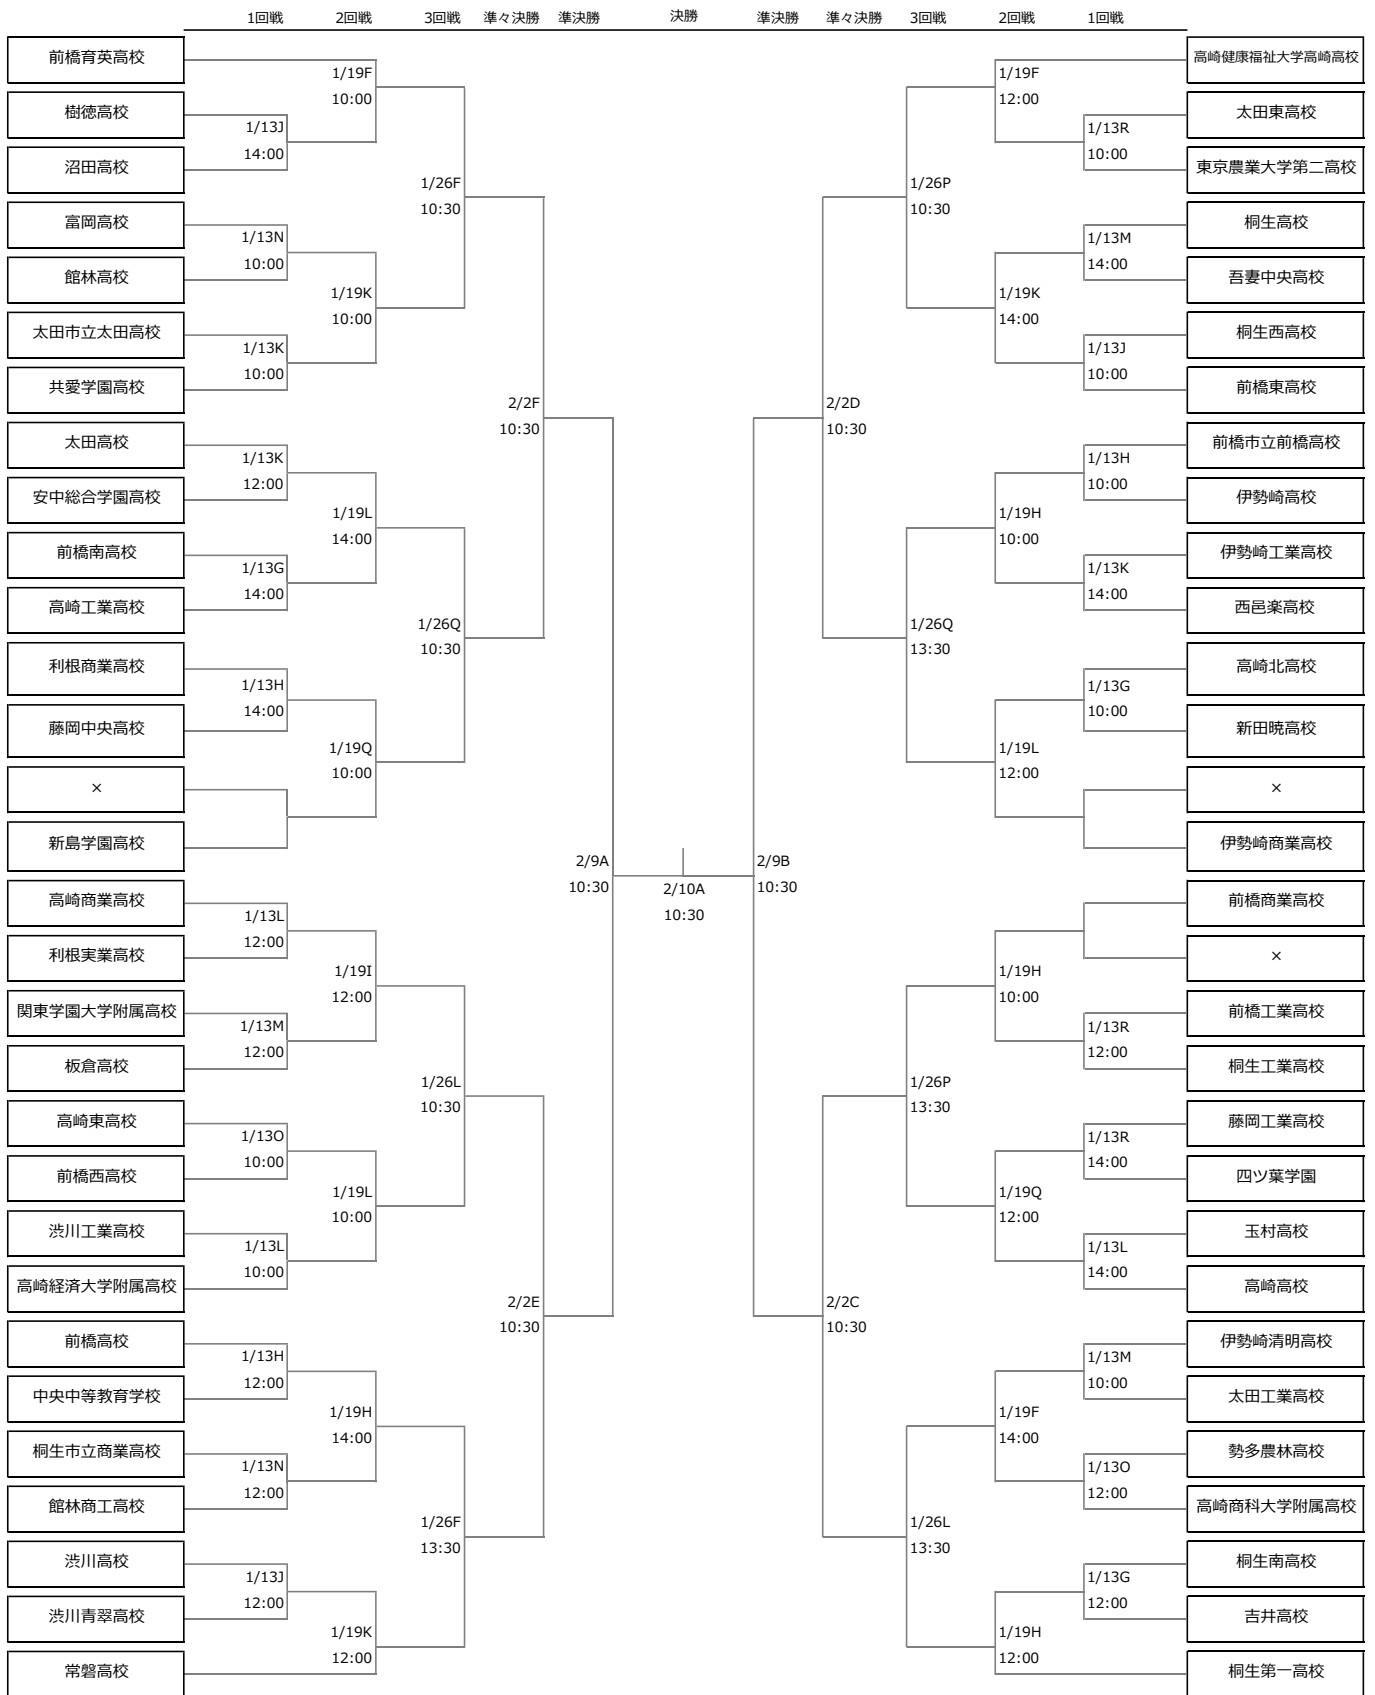 1回戦 2回戦 3回戦 準々決勝 準決勝 決勝 準決勝 準々決勝 3回戦 2回戦 1回戦
前橋育英高校 高崎健康福祉大学高崎高校
1/19F 1/19F
10:00 12:00
樹徳高校 太田東高校
1/13J 1/13R
14:00 10:00
沼田高校 東京農業大学第二高校
1/26F 1/26P
10:30 10:30
富岡高校 桐生高校
1/13N 1/13M
10:00 14:00
館林高校 吾妻中央高校
1/19K 1/19K
10:00 14:00
太田市立太田高校 桐生西高校
1/13K 1/13J
10:00 10:00
共愛学園高校 前橋東高校
2/2F 2/2D
10:30 10:30
太田高校 前橋市立前橋高校
1/13K 1/13H
12:00 10:00
安中総合学園高校 伊勢崎高校
1/19L 1/19H
14:00 10:00
前橋南高校 伊勢崎工業高校
1/13G 1/13K
14:00 14:00
高崎工業高校 西邑楽高校
1/26Q 1/26Q
10:30 13:30
利根商業高校 高崎北高校
1/13H 1/13G
14:00 10:00
藤岡中央高校 新田暁高校
1/19Q 1/19L
10:00 12:00
× ×
新島学園高校 伊勢崎商業高校
2/9A 2/9B
10:30 2/10A 10:30
10:30
高崎商業高校 前橋商業高校
1/13L
12:00
利根実業高校 ×
1/19I 1/19H
12:00 10:00
関東学園大学附属高校 前橋工業高校
1/13M 1/13R
12:00 12:00
板倉高校 桐生工業高校
1/26L 1/26P
10:30 13:30
高崎東高校 藤岡工業高校
1/13O 1/13R
10:00 14:00
前橋西高校 四ツ葉学園
1/19L 1/19Q
10:00 12:00
渋川工業高校 玉村高校
1/13L 1/13L
10:00 14:00
高崎経済大学附属高校 高崎高校
2/2E 2/2C
10:30 10:30
前橋高校 伊勢崎清明高校
1/13H 1/13M
12:00 10:00
中央中等教育学校 太田工業高校
1/19H 1/19F
14:00 14:00
桐生市立商業高校 勢多農林高校
1/13N 1/13O
12:00 12:00
館林商工高校 高崎商科大学附属高校
1/26F 1/26L
13:30 13:30
渋川高校 桐生南高校
1/13J 1/13G
12:00 12:00
渋川青翠高校 吉井高校
1/19K 1/19H
12:00 12:00
常磐高校 桐生第一高校